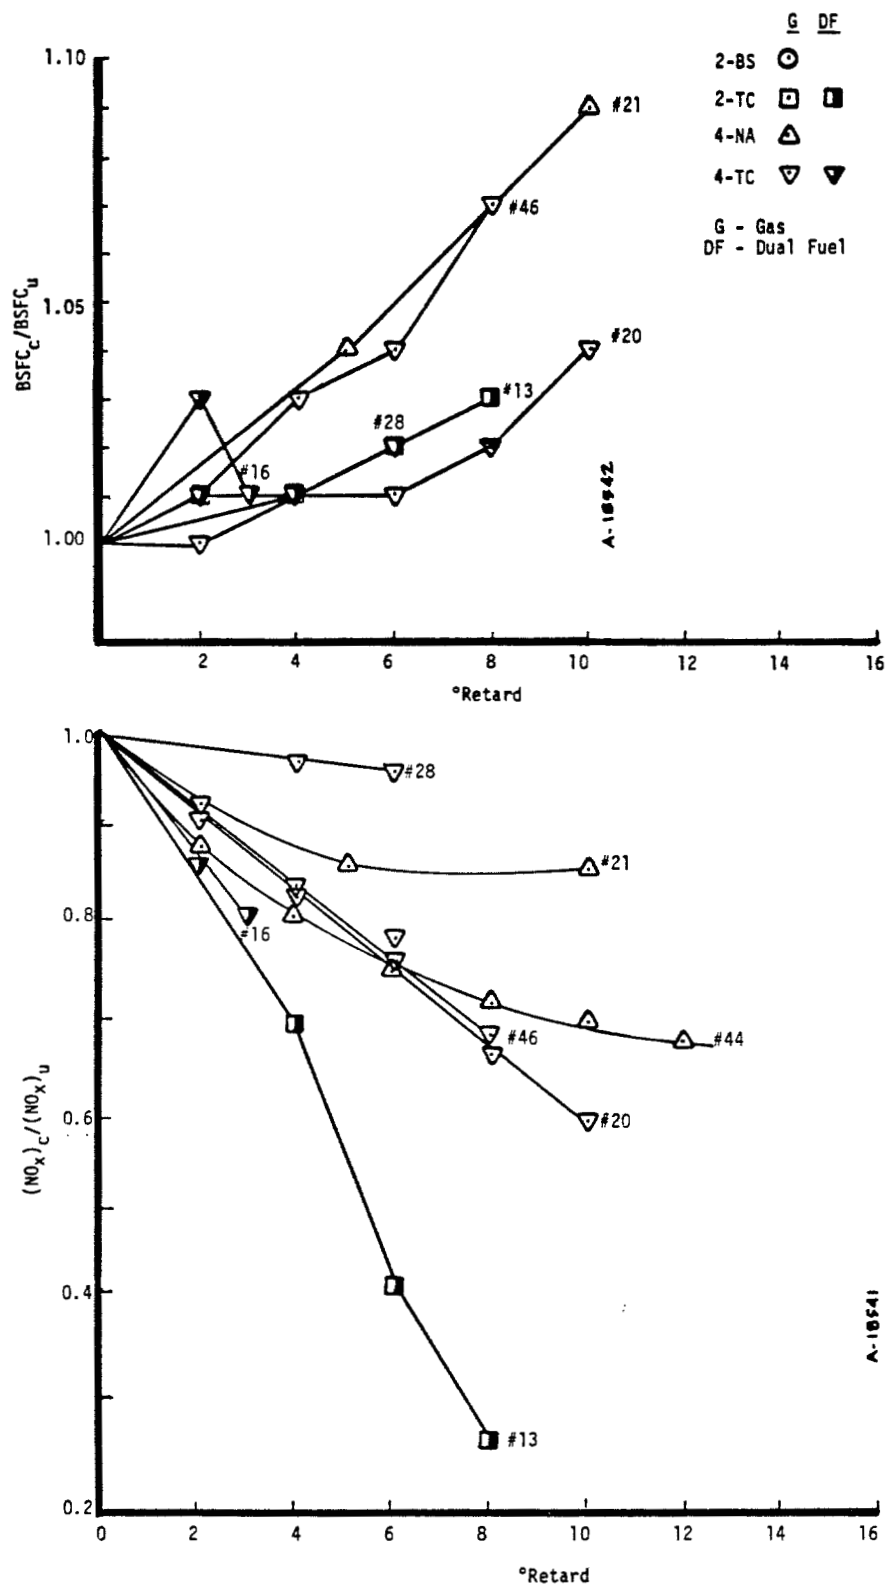 G DF
2-BS
2-TC
4-NA
4-TC
G - Gas
DF - Dual Fuel
1.10
1.05
1.00
BSFCc/BSFCu
#21
#46
#20
#13
#28
#16
A-18542
2 4 6 8 10 12 14 16
°Retard
1.0
0.8
0.6
0.4
0.2
(NOx)c/(NOx)u
#28
#21
#16
#46
#44
#20
#13
A-18541
0 2 4 6 8 10 12 14 16
°Retard